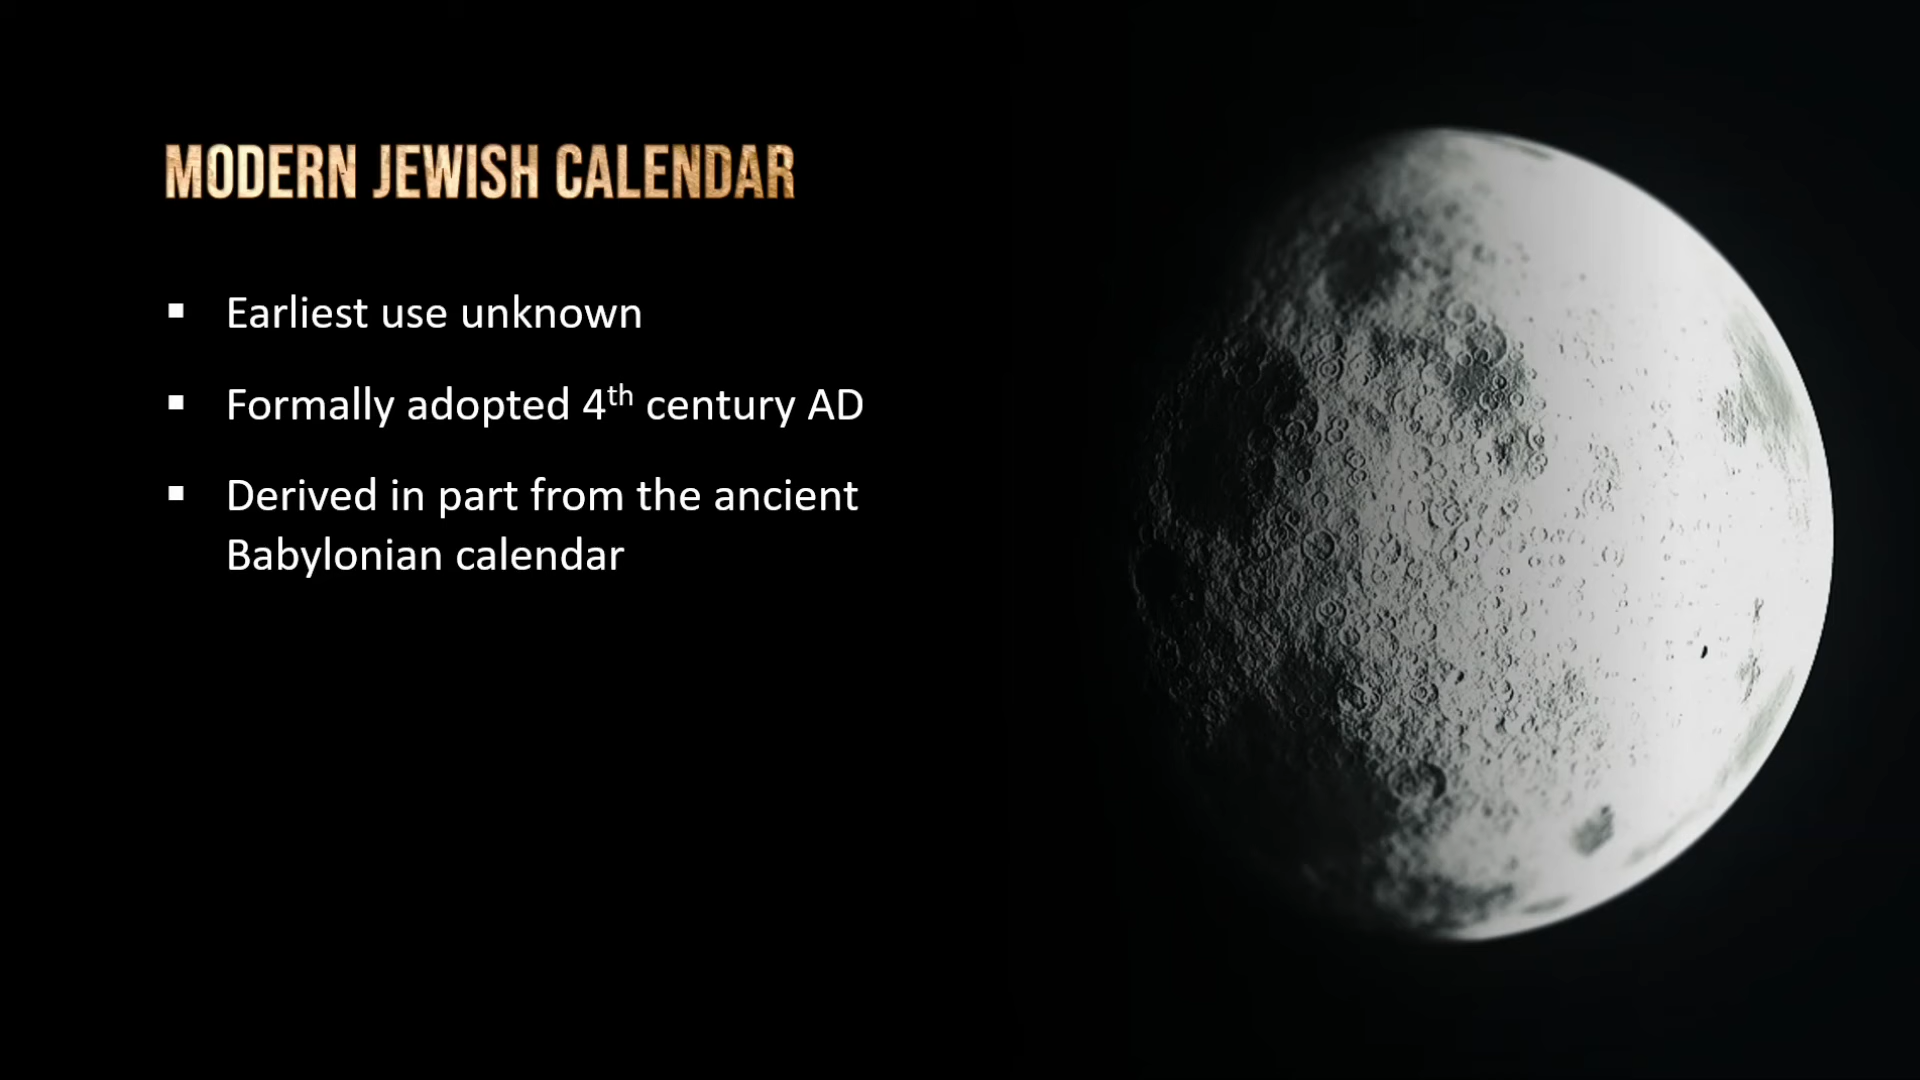 MODERN JEWISH CALENDAR
▪ Earliest use unknown
▪ Formally adopted 4th century AD
▪ Derived in part from the ancient
Babylonian calendar